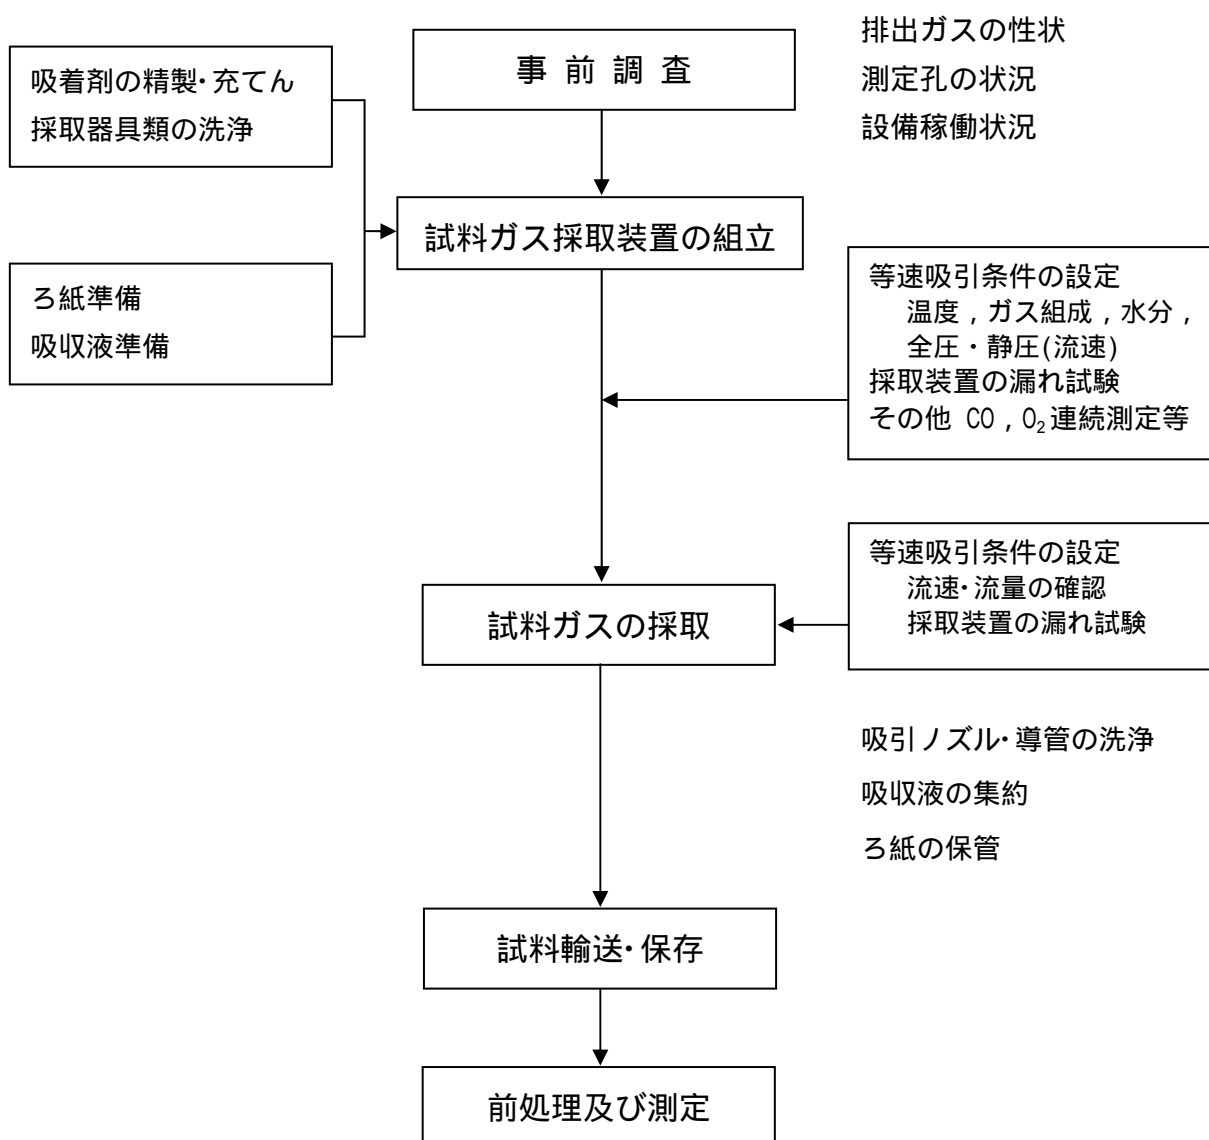 事 前 調 査
排出ガスの性状
測定孔の状況
設備稼働状況
吸着剤の精製・充てん
採取器具類の洗浄
試料ガス採取装置の組立
ろ紙準備
吸収液準備
等速吸引条件の設定
温度，ガス組成，水分，
全圧・静圧(流速)
採取装置の漏れ試験
その他 CO，O₂連続測定等
等速吸引条件の設定
流速・流量の確認
採取装置の漏れ試験
試料ガスの採取
吸引ノズル・導管の洗浄
吸収液の集約
ろ紙の保管
試料輸送・保存
前処理及び測定